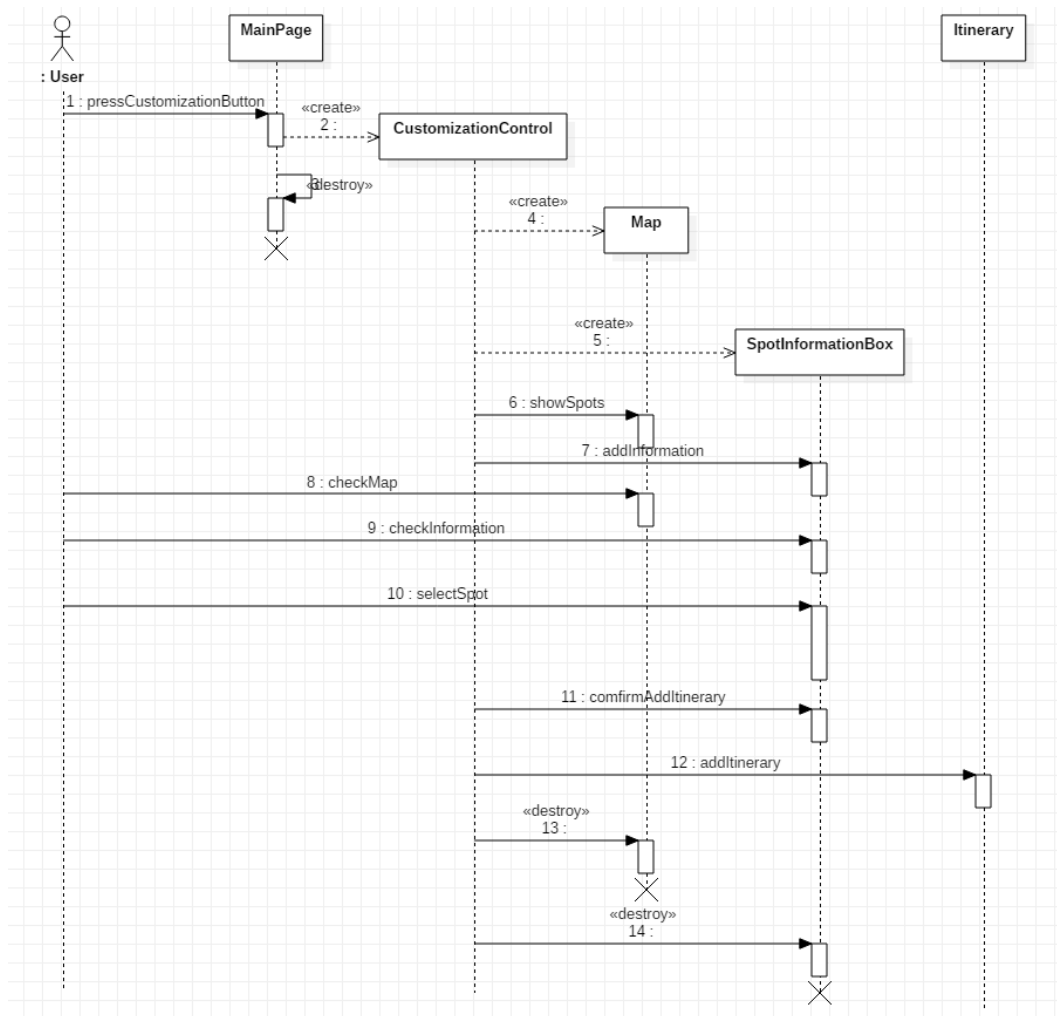 MainPage
Itinerary
: User
1 : pressCustomizationButton
«create»
2 :
CustomizationControl
3 :
«destroy»
«create»
4 :
Map
«create»
5 :
SpotInformationBox
6 : showSpots
7 : addInformation
8 : checkMap
9 : checkInformation
10 : selectSpot
11 : comfirmAddItinerary
12 : addItinerary
«destroy»
13 :
«destroy»
14 :